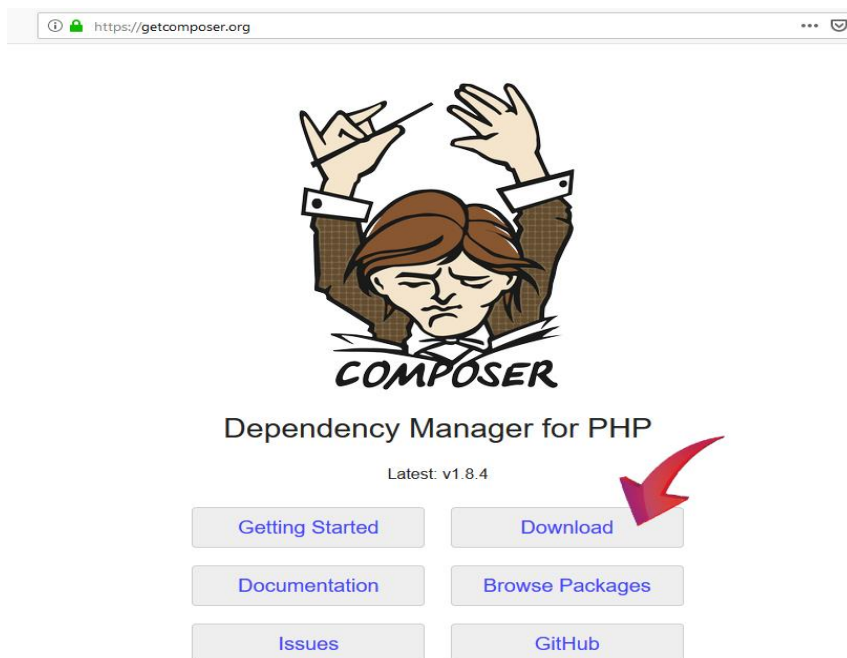 https://getcomposer.org
COMPOSER
Dependency Manager for PHP
Latest: v1.8.4
Getting Started
Download
Documentation
Browse Packages
Issues
GitHub